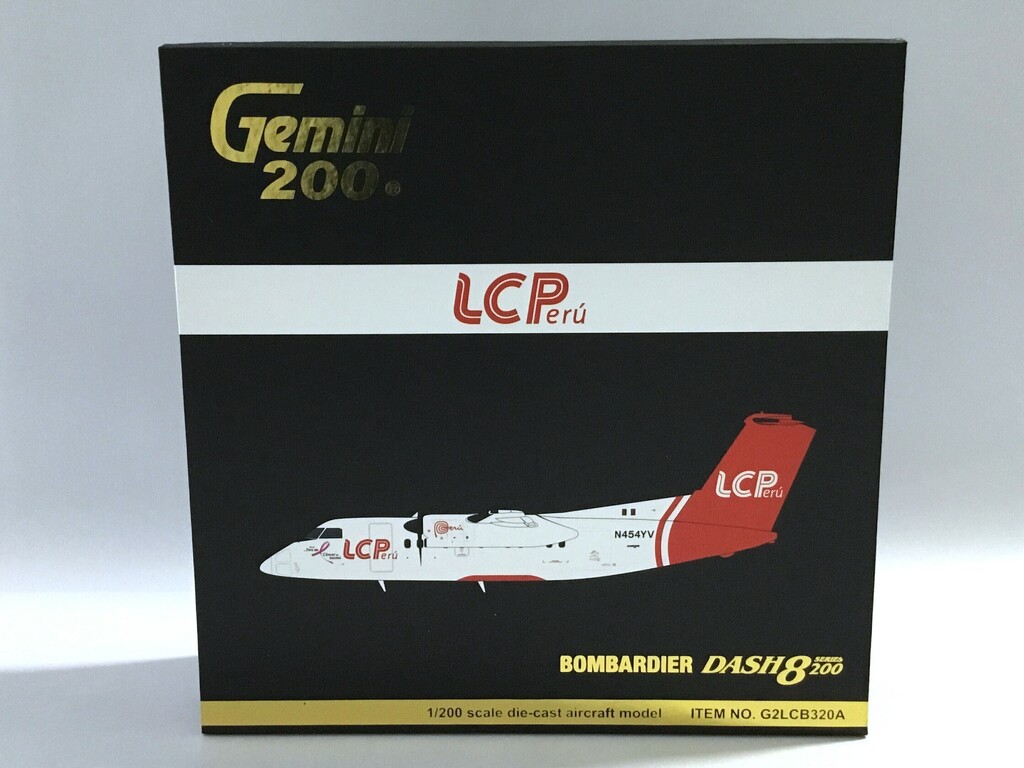 Gemini
200®
LCPerú
LCPerú
N454YV
Perú
LCPerú
BOMBARDIER DASH 8 SERIES 200
1/200 scale die-cast aircraft model ITEM NO. G2LCB320A